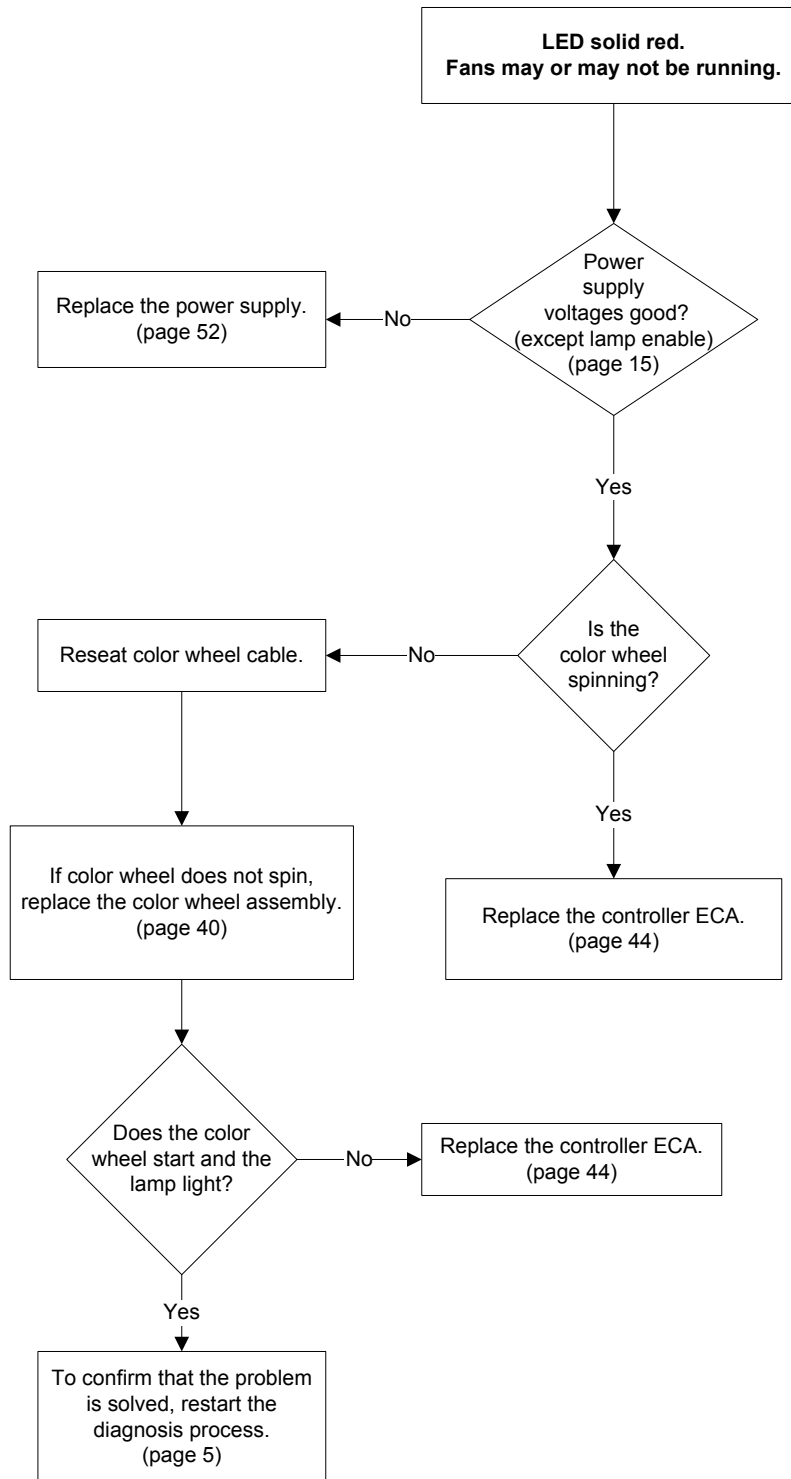 LED solid red.
Fans may or may not be running.
Power
supply
voltages good?
(except lamp enable)
(page 15)
No
Replace the power supply.
(page 52)
Yes
Is the
color wheel
spinning?
No
Reseat color wheel cable.
Yes
Replace the controller ECA.
(page 44)
If color wheel does not spin,
replace the color wheel assembly.
(page 40)
Does the color
wheel start and the
lamp light?
No
Replace the controller ECA.
(page 44)
Yes
To confirm that the problem
is solved, restart the
diagnosis process.
(page 5)